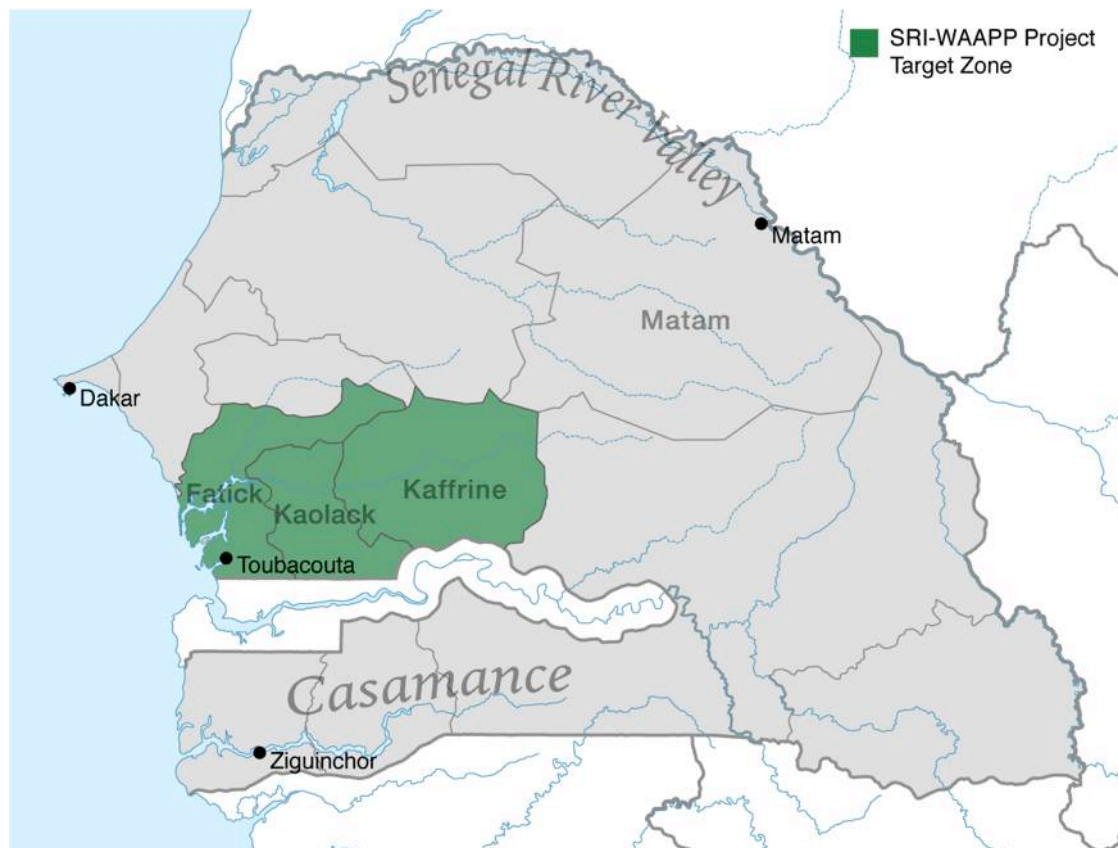 SRI-WAAPP Project
Target Zone
Senegal River Valley
Matam
Matam
Dakar
Fatick
Kaolack
Kaffrine
Toubacouta
Casamance
Ziguinchor